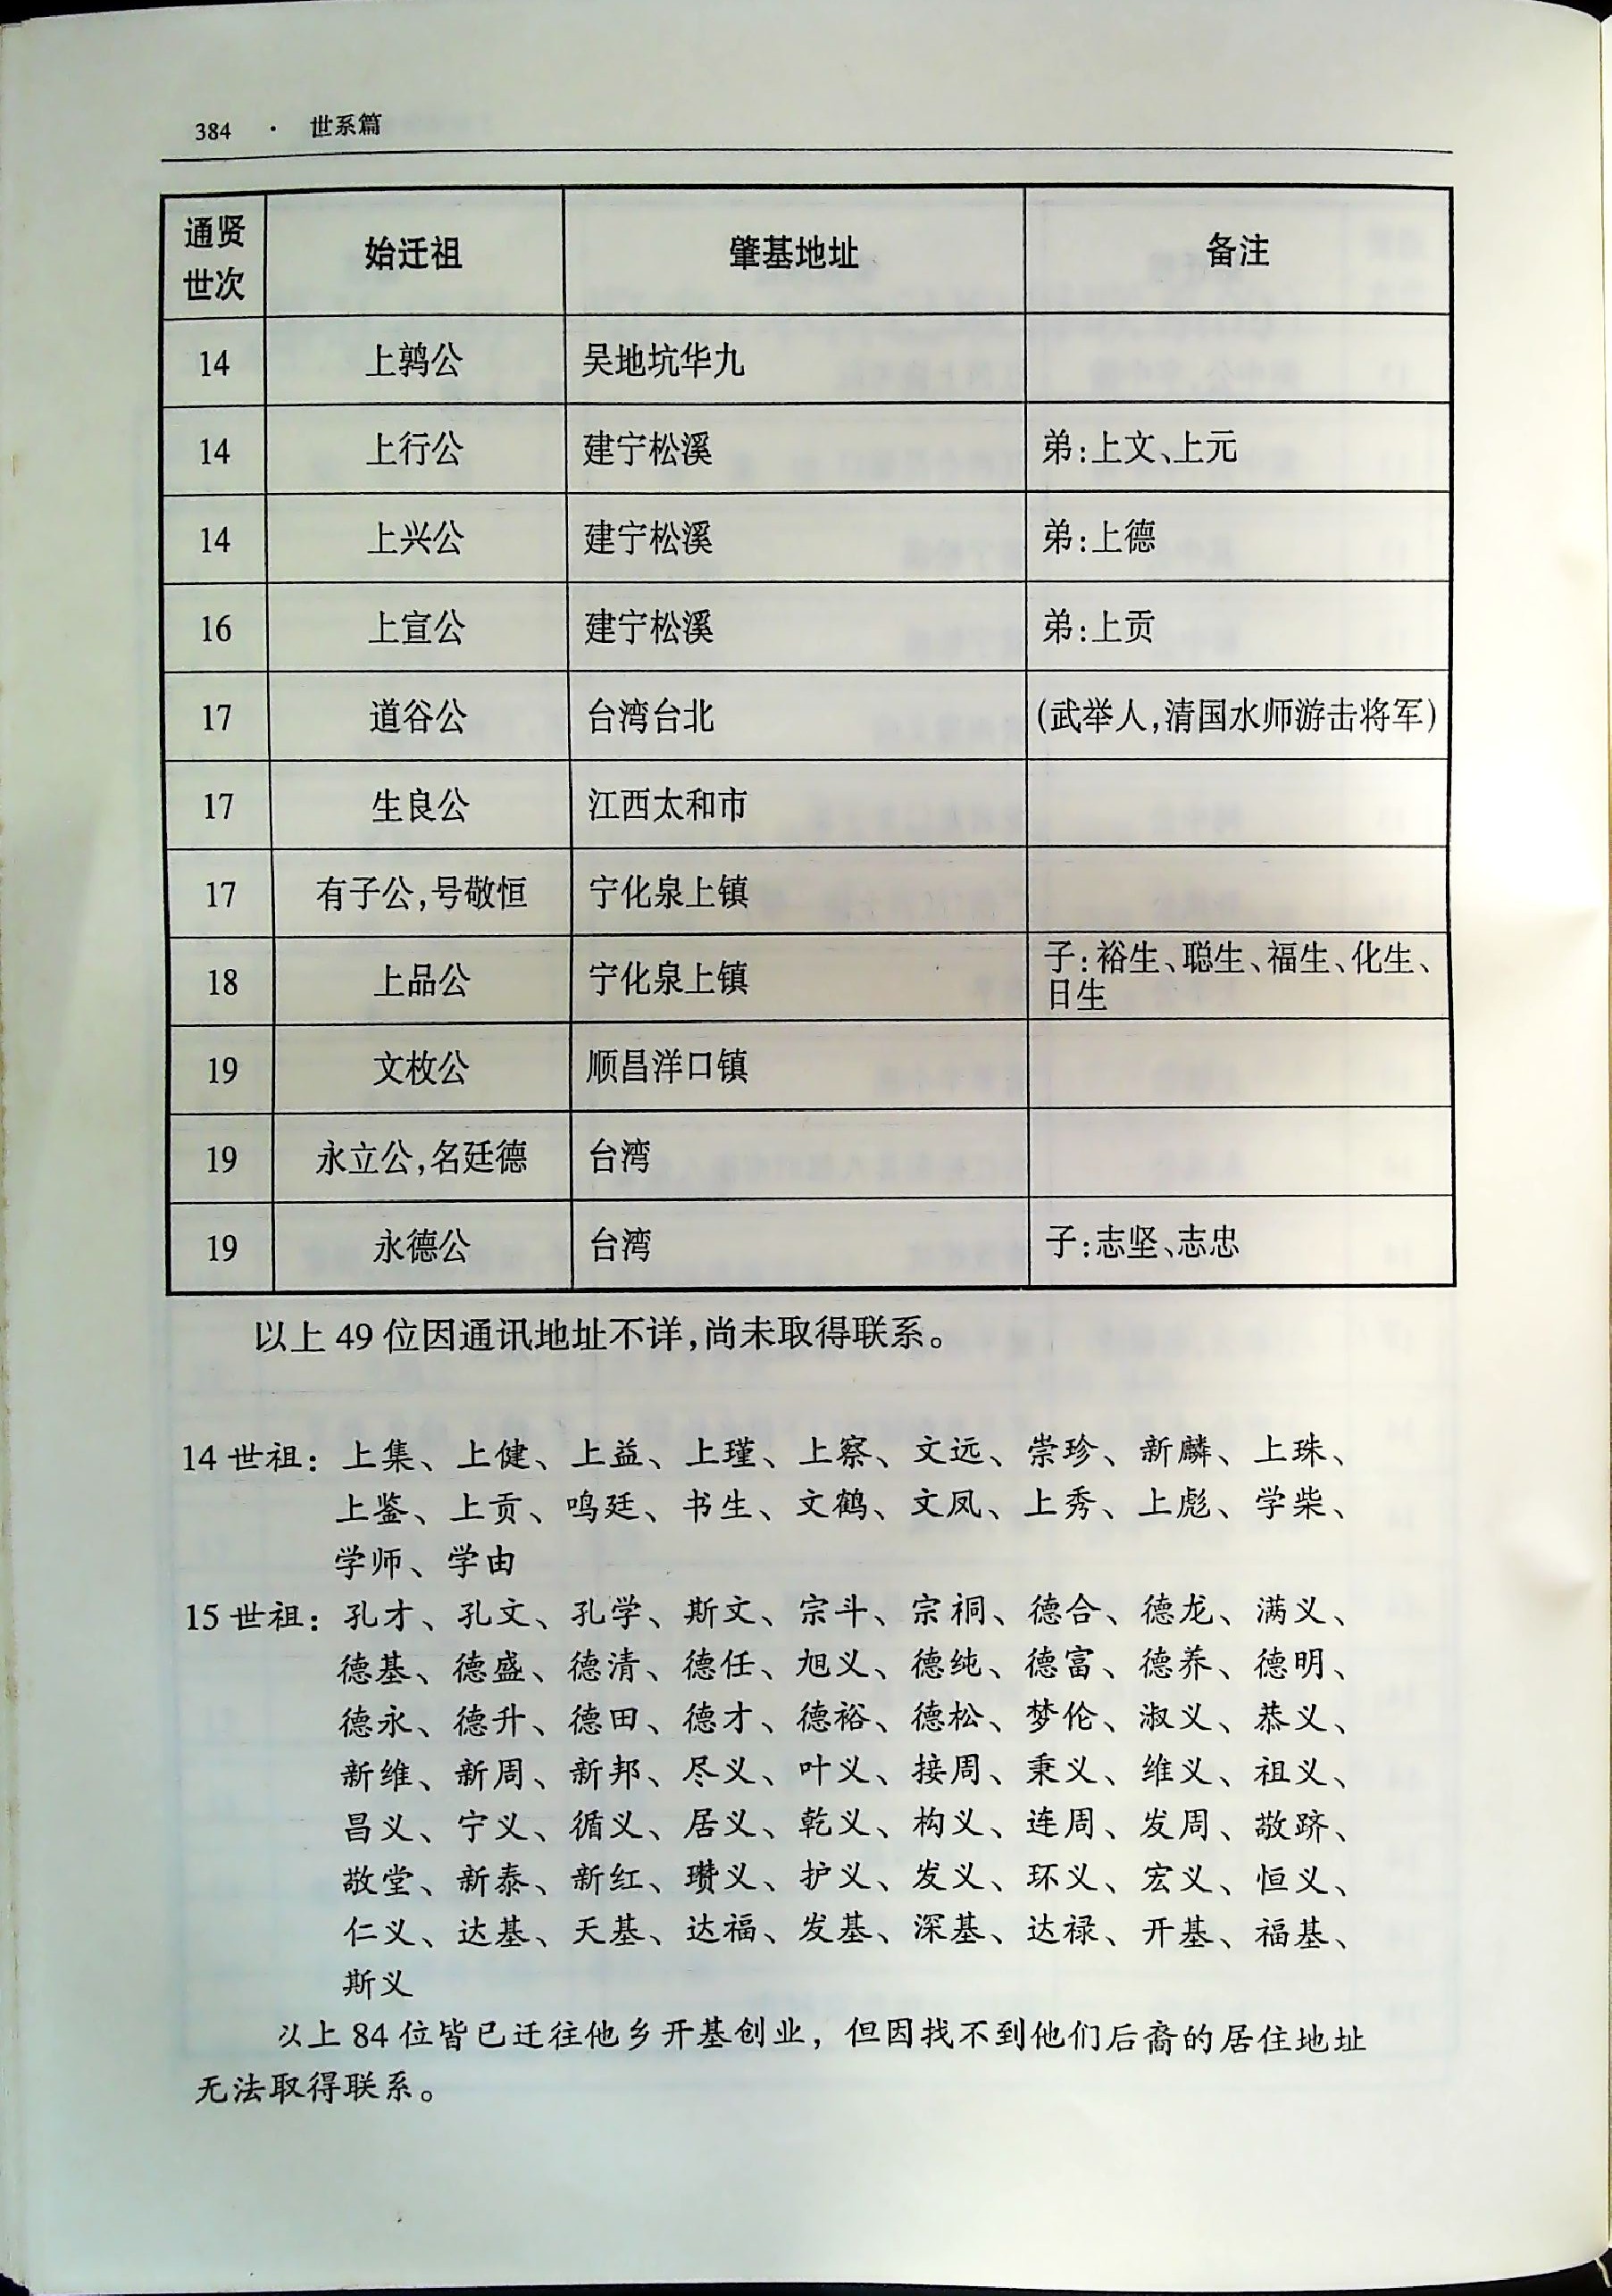 384 · 世系篇
通贤世次 始迁祖 肇基地址 备注
14 上鹑公 吴地坑华九
14 上行公 建宁松溪 弟:上文、上元
14 上兴公 建宁松溪 弟:上德
16 上宣公 建宁松溪 弟:上贡
17 道谷公 台湾台北 (武举人,清国水师游击将军)
17 生良公 江西太和市
17 有子公,号敬恒 宁化泉上镇
18 上品公 宁化泉上镇 子:裕生、聪生、福生、化生、
日生
19 文枚公 顺昌洋口镇
19 永立公,名廷德 台湾
19 永德公 台湾 子:志坚、志忠
以上 49 位因通讯地址不详,尚未取得联系。
14 世祖：上集、上健、上益、上瑾、上察、文远、崇珍、新麟、上珠、
上鉴、上贡、鸣廷、书生、文鹤、文凤、上秀、上彪、学柴、
学师、学由
15 世祖：孔才、孔文、孔学、斯文、宗斗、宗祠、德合、德龙、满义、
德基、德盛、德清、德任、旭义、德纯、德富、德养、德明、
德永、德升、德田、德才、德裕、德松、梦伦、淑义、恭义、
新维、新周、新邦、尽义、叶义、接周、秉义、维义、祖义、
昌义、宁义、循义、居义、乾义、构义、连周、发周、敬跻、
敬堂、新泰、新红、瓒义、护义、发义、环义、宏义、恒义、
仁义、达基、天基、达福、发基、深基、达禄、开基、福基、
斯义
以上 84 位皆已迁往他乡开基创业，但因找不到他们后裔的居住地址
无法取得联系。